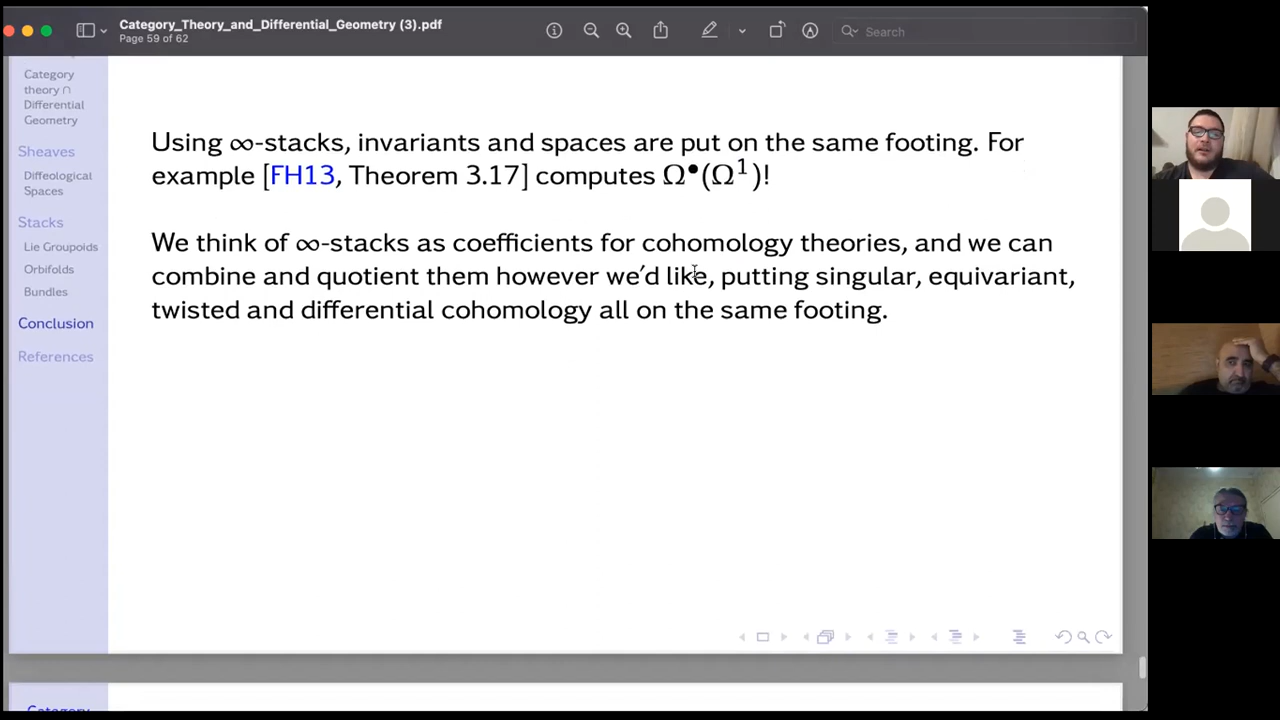 Category_Theory_and_Differential_Geometry (3).pdf
Page 59 of 62
Search
Category
theory ∩
Differential
Geometry
Sheaves
Diffeological
Spaces
Stacks
Lie Groupoids
Orbifolds
Bundles
Conclusion
References
Using ∞-stacks, invariants and spaces are put on the same footing. For
example [FH13, Theorem 3.17] computes Ω•(Ω¹)!
We think of ∞-stacks as coefficients for cohomology theories, and we can
combine and quotient them however we'd like, putting singular, equivariant,
twisted and differential cohomology all on the same footing.
Category